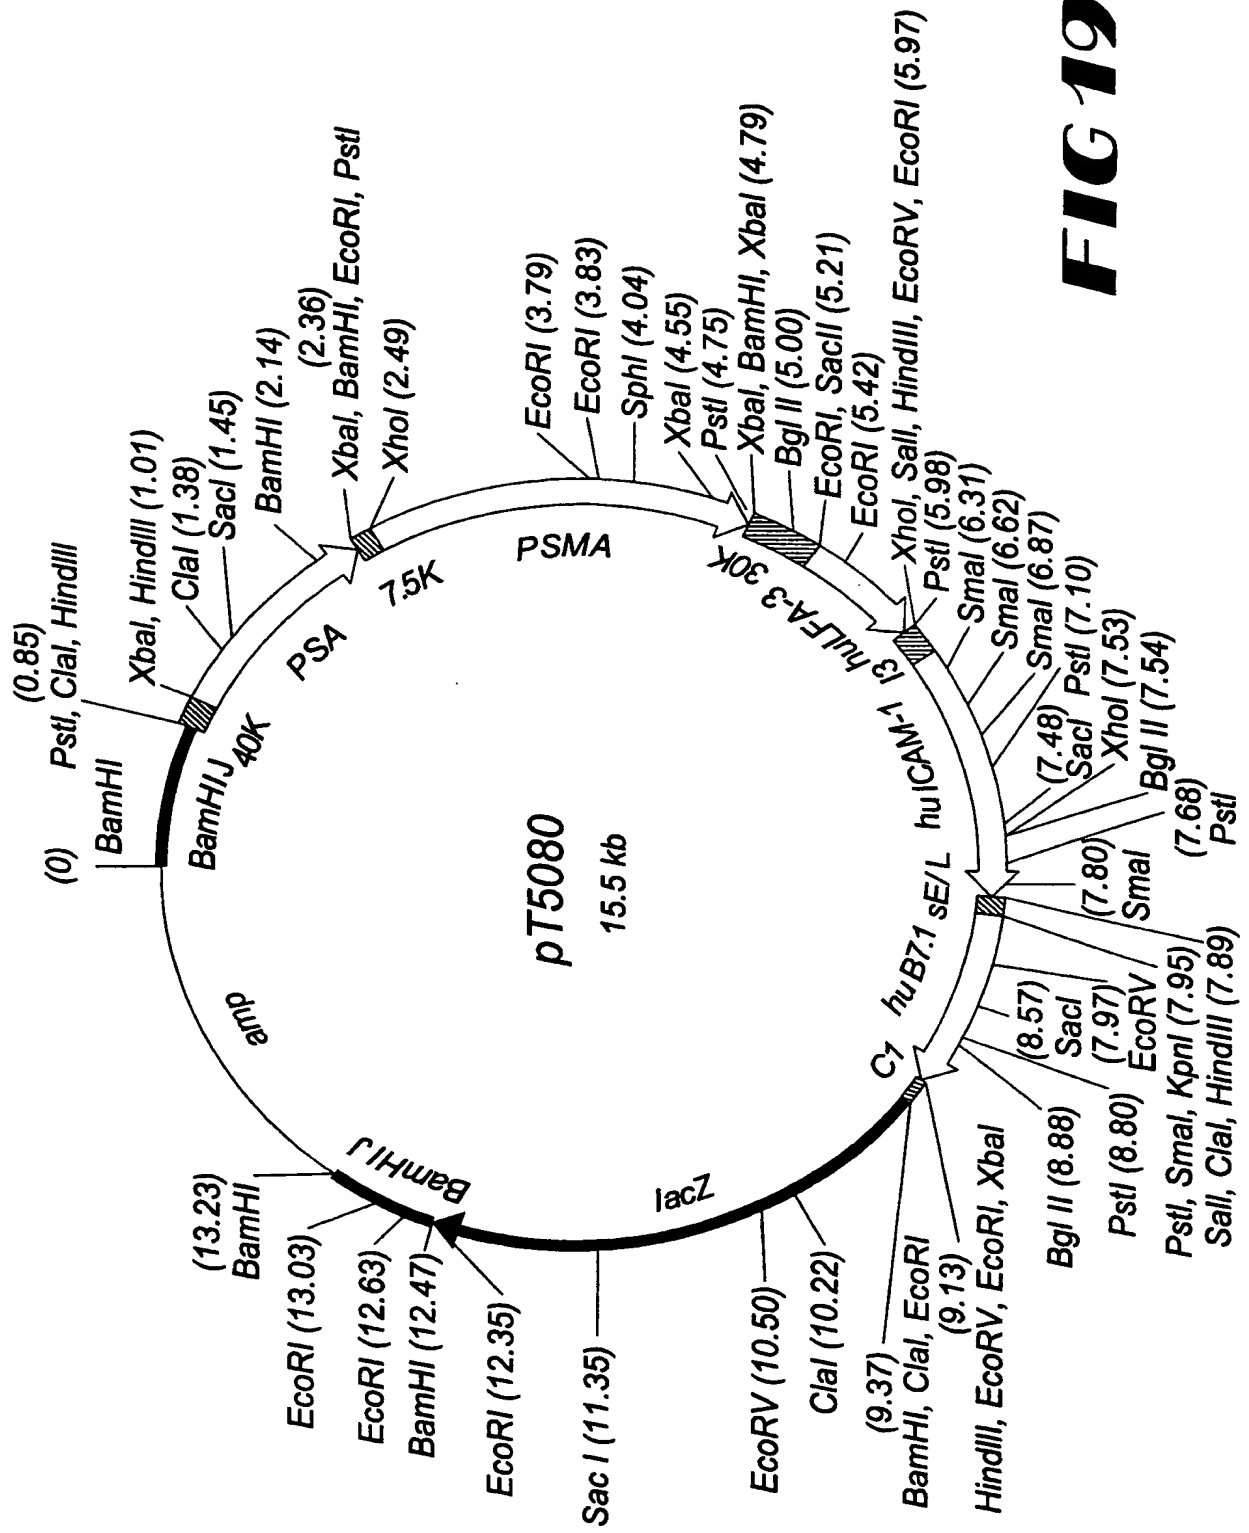 (0)
BamHI
(0.85)
PstI, ClaI, HindIII
XbaI, HindIII (1.01)
ClaI (1.38)
SacI (1.45)
BamHI (2.14)
(2.36)
XbaI, BamHI, EcoRI, PstI
XhoI (2.49)
EcoRI (3.79)
EcoRI (3.83)
SphI (4.04)
XbaI (4.55)
PstI (4.75)
XbaI, BamHI, XbaI (4.79)
Bgl II (5.00)
EcoRI, SacII (5.21)
EcoRI (5.42)
XhoI, SalI, HindIII, EcoRV, EcoRI (5.97)
PstI (5.98)
SmaI (6.31)
SmaI (6.62)
SmaI (6.87)
PstI (7.10)
(7.48)
SacI
XhoI (7.53)
Bgl II (7.54)
(7.68)
PstI
(7.80)
SmaI
SalI, ClaI, HindIII (7.89)
PstI, SmaI, KpnI (7.95)
(7.97)
EcoRV
(8.57)
SacI
PstI (8.80)
Bgl II (8.88)
(9.13)
HindIII, EcoRV, EcoRI, XbaI
(9.37)
BamHI, ClaI, EcoRI
ClaI (10.22)
EcoRV (10.50)
Sac I (11.35)
EcoRI (12.35)
BamHI (12.47)
EcoRI (12.63)
EcoRI (13.03)
(13.23)
BamHI
BamHI J
40K
PSA
7.5K
PSMA
30K
huLFA-3
I3
huICAM-1
sE/L
huB7.1
C1
lacZ
BamHI J
amp
pT5080
15.5 kb
FIG 19